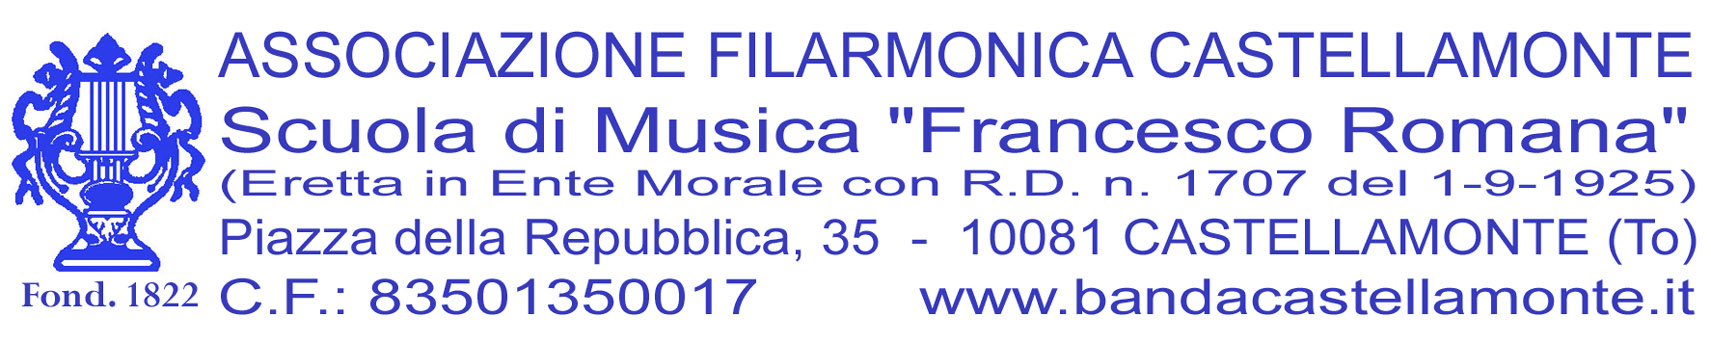 ASSOCIAZIONE FILARMONICA CASTELLAMONTE
Scuola di Musica "Francesco Romana"
(Eretta in Ente Morale con R.D. n. 1707 del 1-9-1925)
Piazza della Repubblica, 35 - 10081 CASTELLAMONTE (To)
Fond. 1822
C.F.: 83501350017 www.bandacastellamonte.it